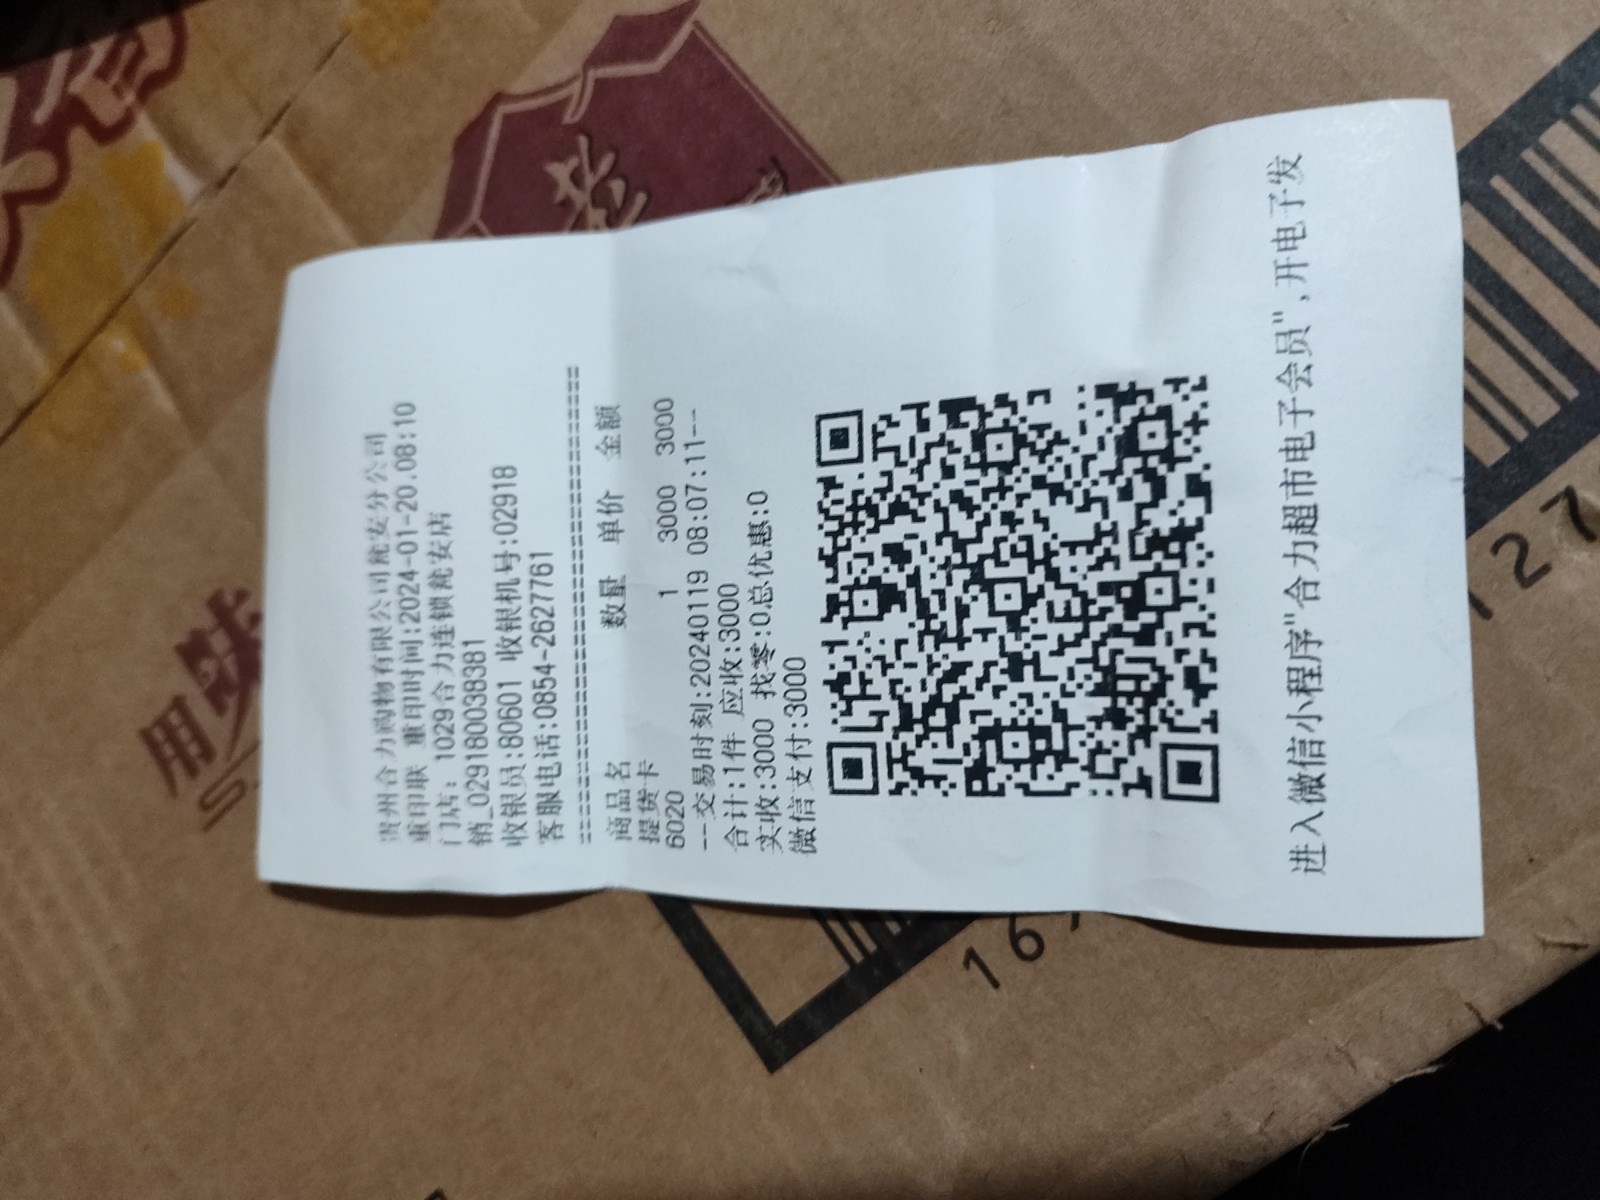 贵州合力购物有限公司瓮安分公司
重印联 重印时间:2024-01-20.08:10
门店: 1029合力连锁瓮安店
销_02918003838​1
收银员:80601 收银机号:02918
客服电话:0854-2627761
商品名 数量 单价 金额
提货卡
6020 1 3000 3000
--交易时刻:20240119 08:07:11--
合计:1件 应收:3000
实收:3000 找零:0总优惠:0
微信支付:3000
进入微信小程序"合力超市电子会员",开电子发
用